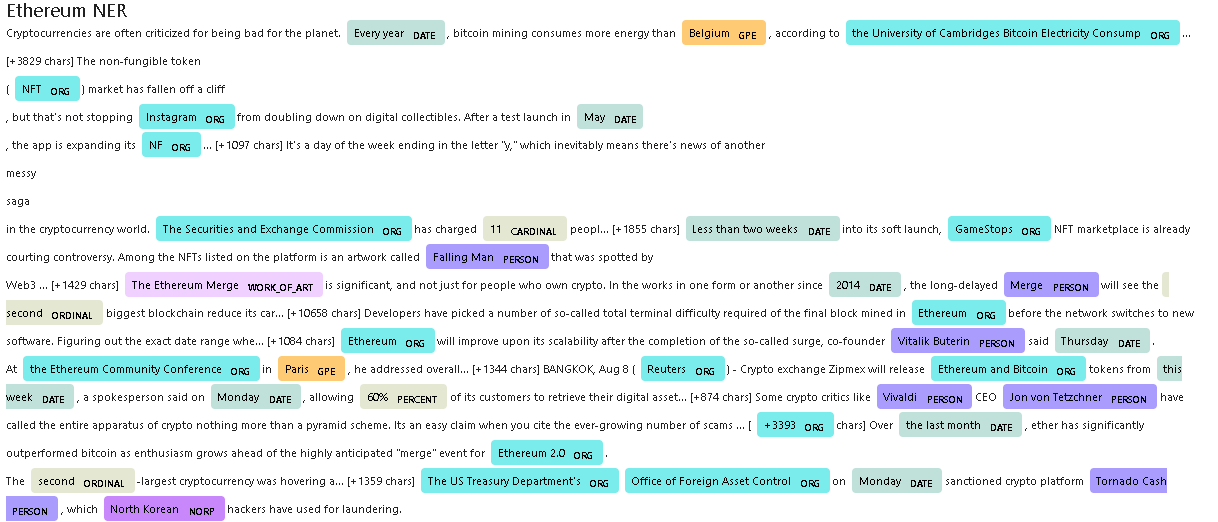 Ethereum NER
Cryptocurrencies are often criticized for being bad for the planet. Every year DATE , bitcoin mining consumes more energy than Belgium GPE , according to the University of Cambridges Bitcoin Electricity Consump ORG ...
[+3829 chars] The non-fungible token
( NFT ORG ) market has fallen off a cliff
, but that's not stopping Instagram ORG from doubling down on digital collectibles. After a test launch in May DATE
, the app is expanding its NF ORG ... [+1097 chars] It's a day of the week ending in the letter "y," which inevitably means there's news of another
messy
saga
in the cryptocurrency world. The Securities and Exchange Commission ORG has charged 11 CARDINAL peopl... [+1855 chars] Less than two weeks DATE into its soft launch, GameStops ORG NFT marketplace is already
courting controversy. Among the NFTs listed on the platform is an artwork called Falling Man PERSON that was spotted by
Web3 ... [+1429 chars] The Ethereum Merge WORK_OF_ART is significant, and not just for people who own crypto. In the works in one form or another since 2014 DATE , the long-delayed Merge PERSON will see the
second ORDINAL biggest blockchain reduce its car... [+10658 chars] Developers have picked a number of so-called total terminal difficulty required of the final block mined in Ethereum ORG before the network switches to new
software. Figuring out the exact date range whe... [+1084 chars] Ethereum ORG will improve upon its scalability after the completion of the so-called surge, co-founder Vitalik Buterin PERSON said Thursday DATE .
At the Ethereum Community Conference ORG in Paris GPE , he addressed overall... [+1344 chars] BANGKOK, Aug 8 ( Reuters ORG ) - Crypto exchange Zipmex will release Ethereum and Bitcoin ORG tokens from this
week DATE , a spokesperson said on Monday DATE , allowing 60% PERCENT of its customers to retrieve their digital asset... [+874 chars] Some crypto critics like Vivaldi PERSON CEO Jon von Tetzchner PERSON have
called the entire apparatus of crypto nothing more than a pyramid scheme. Its an easy claim when you cite the ever-growing number of scams ... [ +3393 ORG chars] Over the last month DATE , ether has significantly
outperformed bitcoin as enthusiasm grows ahead of the highly anticipated "merge" event for Ethereum 2.0 ORG .
The second ORDINAL -largest cryptocurrency was hovering a... [+1359 chars] The US Treasury Department's ORG Office of Foreign Asset Control ORG on Monday DATE sanctioned crypto platform Tornado Cash
PERSON , which North Korean NORP hackers have used for laundering.